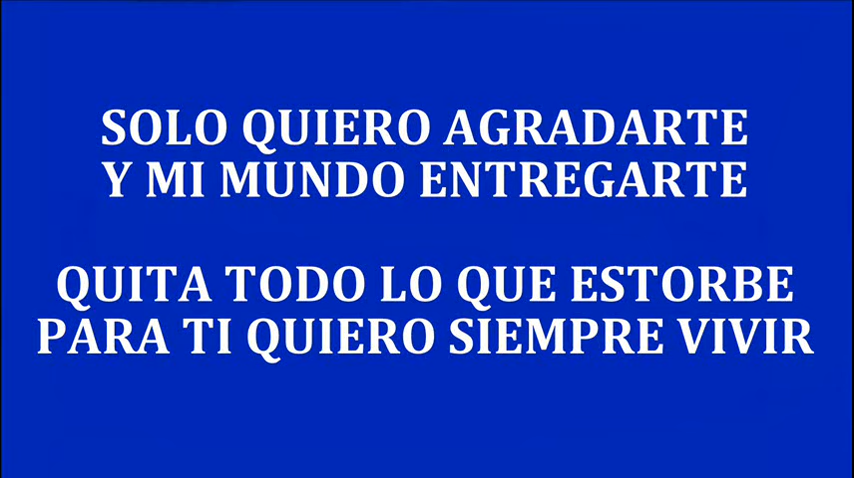 SOLO QUIERO AGRADARTE
Y MI MUNDO ENTREGARTE
QUITA TODO LO QUE ESTORBE
PARA TI QUIERO SIEMPRE VIVIR